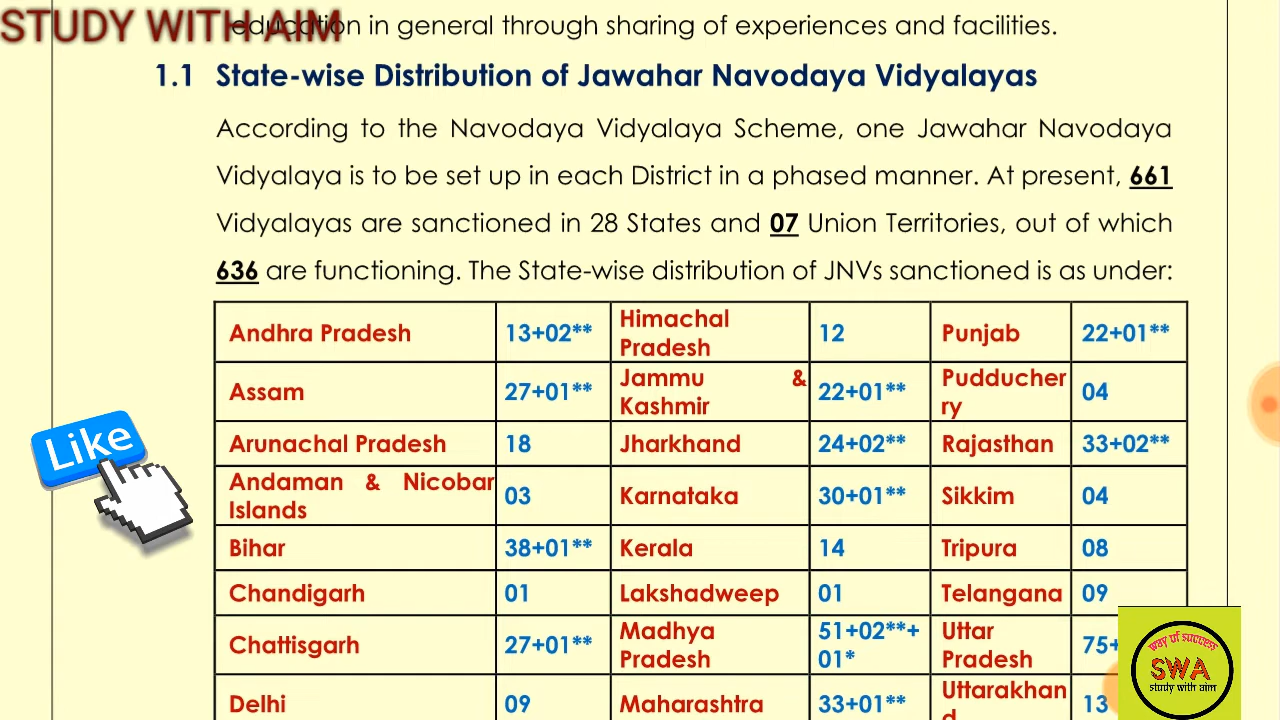 STUDY WITH AIM
education in general through sharing of experiences and facilities.
1.1 State-wise Distribution of Jawahar Navodaya Vidyalayas
According to the Navodaya Vidyalaya Scheme, one Jawahar Navodaya
Vidyalaya is to be set up in each District in a phased manner. At present, 661
Vidyalayas are sanctioned in 28 States and 07 Union Territories, out of which
636 are functioning. The State-wise distribution of JNVs sanctioned is as under:
Andhra Pradesh 13+02** Himachal Pradesh 12 Punjab 22+01**
Assam 27+01** Jammu & Kashmir 22+01** Pudducherry 04
Arunachal Pradesh 18 Jharkhand 24+02** Rajasthan 33+02**
Andaman & Nicobar Islands 03 Karnataka 30+01** Sikkim 04
Bihar 38+01** Kerala 14 Tripura 08
Chandigarh 01 Lakshadweep 01 Telangana 09
Chattisgarh 27+01** Madhya Pradesh 51+02**+01* Uttar Pradesh 75+
Delhi 09 Maharashtra 33+01** Uttarakhand 13
Like
way of success
SWA
study with aim